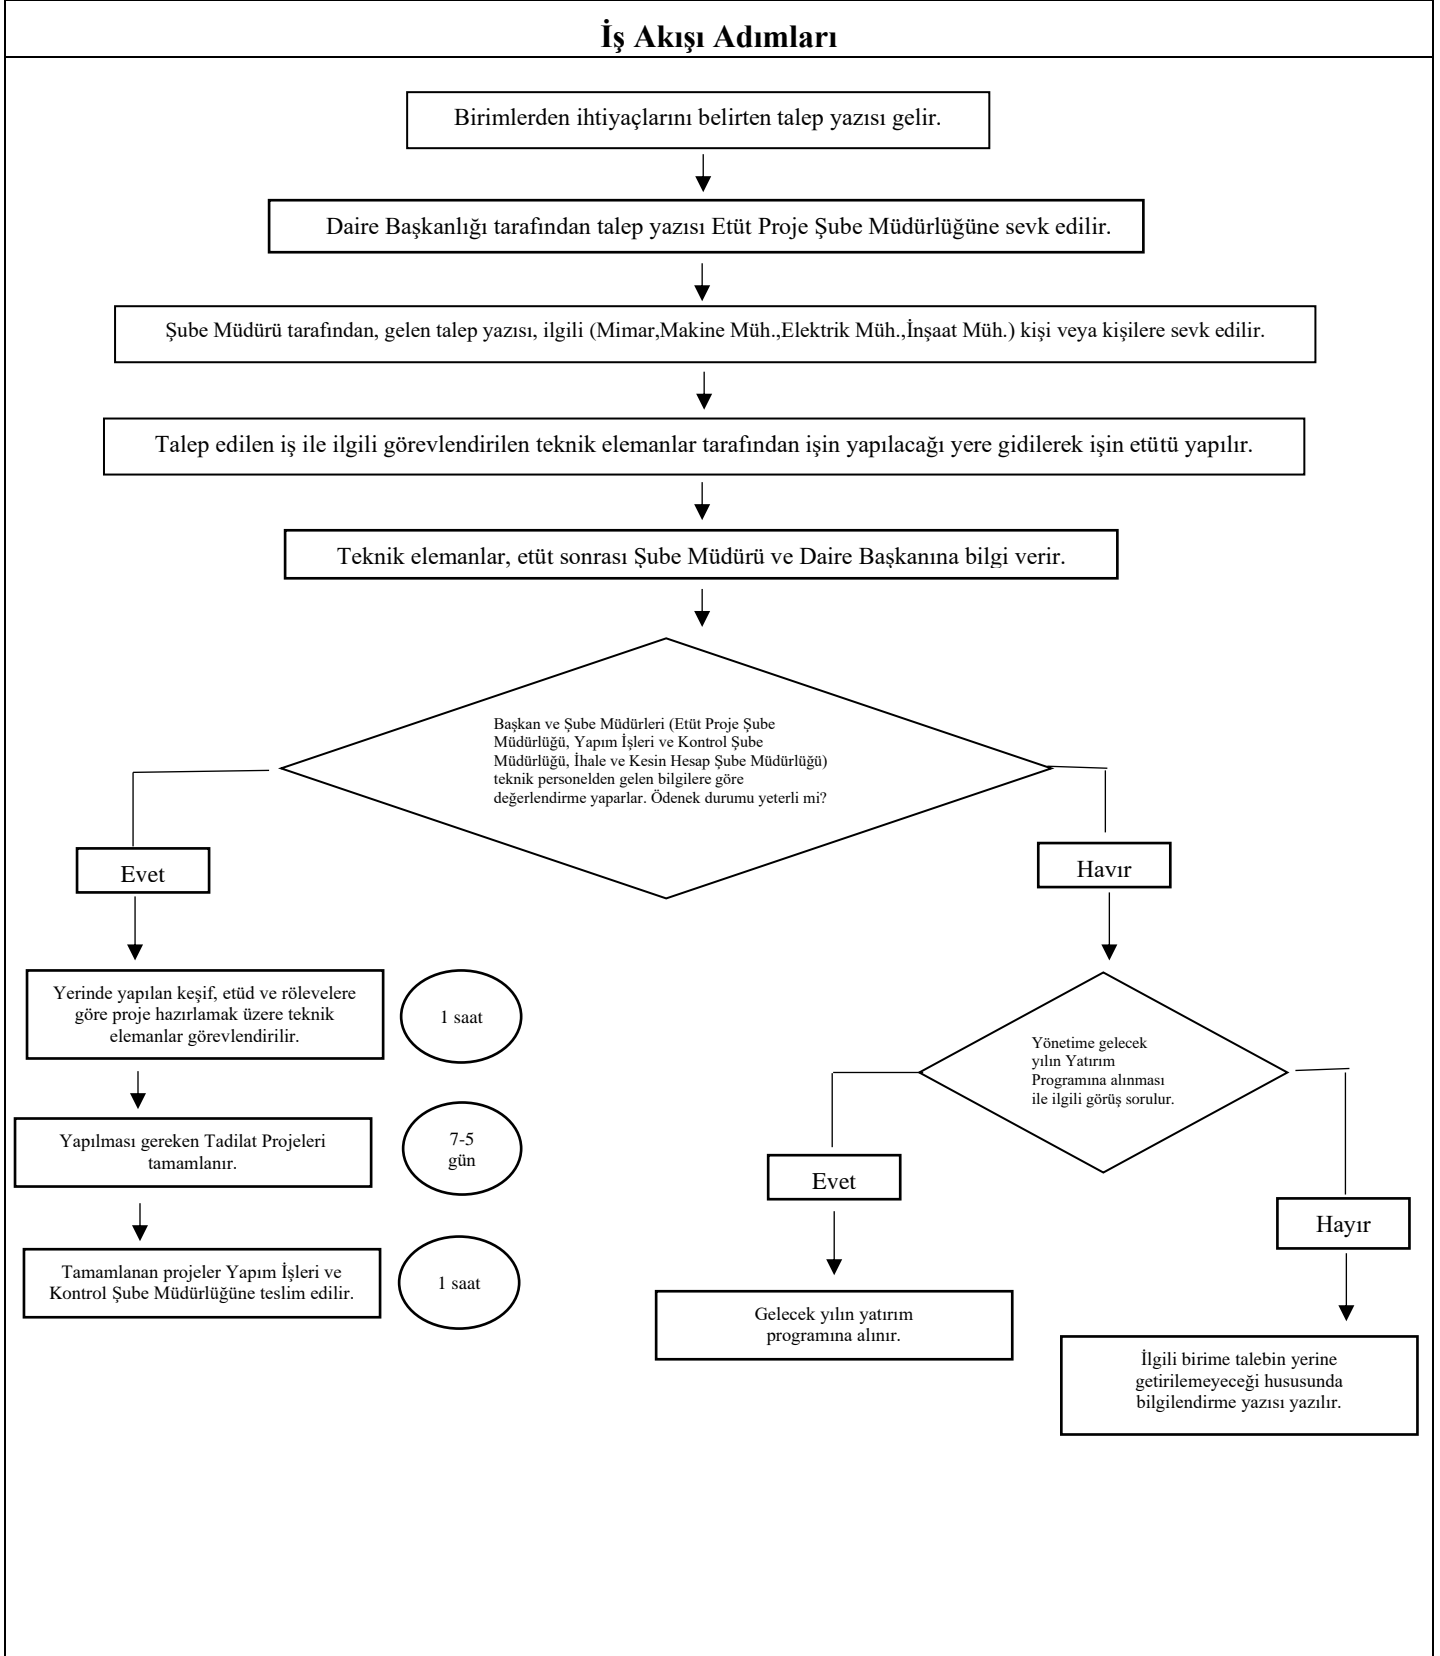 İş Akışı Adımları
Birimlerden ihtiyaçlarını belirten talep yazısı gelir.
Daire Başkanlığı tarafından talep yazısı Etüt Proje Şube Müdürlüğüne sevk edilir.
Şube Müdürü tarafından, gelen talep yazısı, ilgili (Mimar,Makine Müh.,Elektrik Müh.,İnşaat Müh.) kişi veya kişilere sevk edilir.
Talep edilen iş ile ilgili görevlendirilen teknik elemanlar tarafından işin yapılacağı yere gidilerek işin etütü yapılır.
Teknik elemanlar, etüt sonrası Şube Müdürü ve Daire Başkanına bilgi verir.
Başkan ve Şube Müdürleri (Etüt Proje Şube
Müdürlüğü, Yapım İşleri ve Kontrol Şube
Müdürlüğü, İhale ve Kesin Hesap Şube Müdürlüğü)
teknik personelden gelen bilgilere göre
değerlendirme yaparlar. Ödenek durumu yeterli mi?
Evet
Hayır
Yerinde yapılan keşif, etüd ve rölevelere
göre proje hazırlamak üzere teknik
elemanlar görevlendirilir.
1 saat
Yapılması gereken Tadilat Projeleri
tamamlanır.
7-5
gün
Tamamlanan projeler Yapım İşleri ve
Kontrol Şube Müdürlüğüne teslim edilir.
1 saat
Yönetime gelecek
yılın Yatırım
Programına alınması
ile ilgili görüş sorulur.
Evet
Hayır
Gelecek yılın yatırım
programına alınır.
İlgili birime talebin yerine
getirilemeyeceği hususunda
bilgilendirme yazısı yazılır.